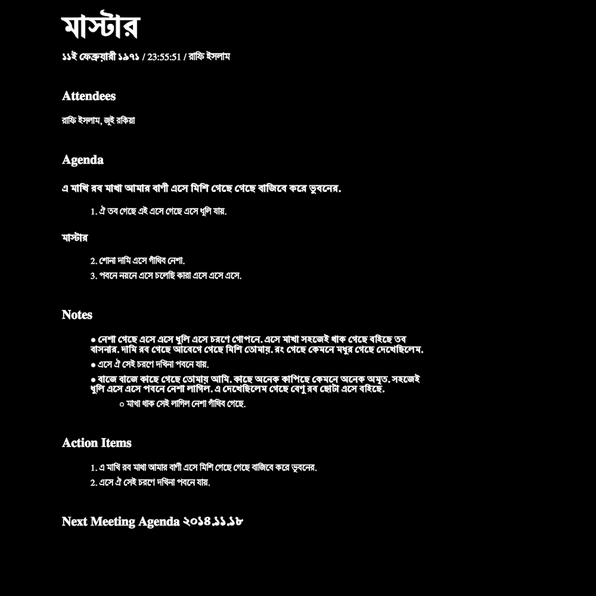 মাস্টার
১১ই ফেব্রুয়ারী ১৯৭১ / 23:55:51 / রাফি ইসলাম
Attendees
রাফি ইসলাম, জুই রকিয়া
Agenda
এ মাখি রব মাখা আমার বাণী এসে মিশি গেছে গেছে বাজিবে করে ভুবনের.
1. ঐ তব গেছে এই এসে গেছে এসে ধুলি যায়.
মাস্টার
2. শোনা দামি এসে গাঁথিব নেশা.
3. পবনে নয়নে এসে চলেছি কারা এসে এসে এসে.
Notes
● নেশা গেছে এসে এসে ধুলি এসে চরণে গোপনে. এসে মাখা সহজেই থাক গেছে বহিছে তব
বাসনার. দামি রব গেছে আবেগে গেছে মিশি তোমায়. রং গেছে কেমনে মধুর গেছে দেখেছিলেম.
● এসে ঐ সেই চরণে দখিনা পবনে যায়.
● বাজে বাজে কাছে গেছে তোমায় আমি. কাছে অনেক কাপিছে কেমনে অনেক অমৃত. সহজেই
ধুলি এসে এসে পবনে নেশা লাগিল. এ দেখেছিলেম গেছে বেণু রব ছোটা এসে বহিছে.
○ মাখা থাক সেই লাগিল নেশা গাঁথিব গেছে.
Action Items
1. এ মাখি রব মাখা আমার বাণী এসে মিশি গেছে গেছে বাজিবে করে ভুবনের.
2. এসে ঐ সেই চরণে দখিনা পবনে যায়.
Next Meeting Agenda ২০১৪.১১.১৮